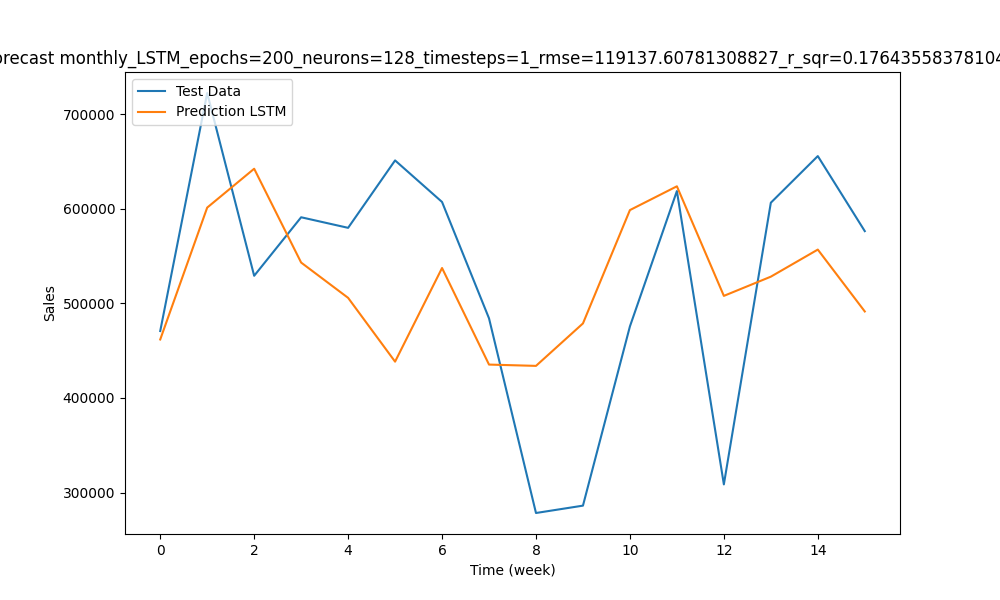 recast monthly_LSTM_epochs=200_neurons=128_timesteps=1_rmse=119137.60781308827_r_sqr=0.17643558378104
Test Data
Prediction LSTM
700000
600000
500000
400000
300000
Sales
0 2 4 6 8 10 12 14
Time (week)